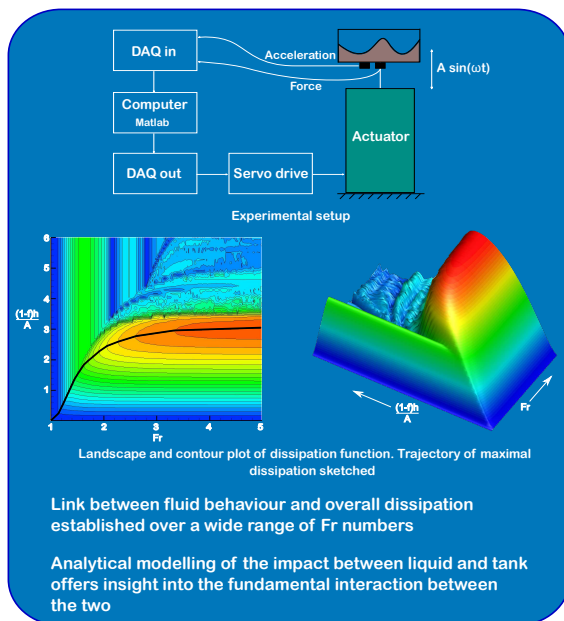 DAQ in
Acceleration
A sin(ωt)
Force
Computer
Matlab
Actuator
DAQ out
Servo drive
Experimental setup
6
5
4
(1-f)h
A
3
2
1
1
2
3
4
5
Fr
(1-f)h
A
Fr
Landscape and contour plot of dissipation function. Trajectory of maximal
dissipation sketched
Link between fluid behaviour and overall dissipation
established over a wide range of Fr numbers
Analytical modelling of the impact between liquid and tank
offers insight into the fundamental interaction between
the two